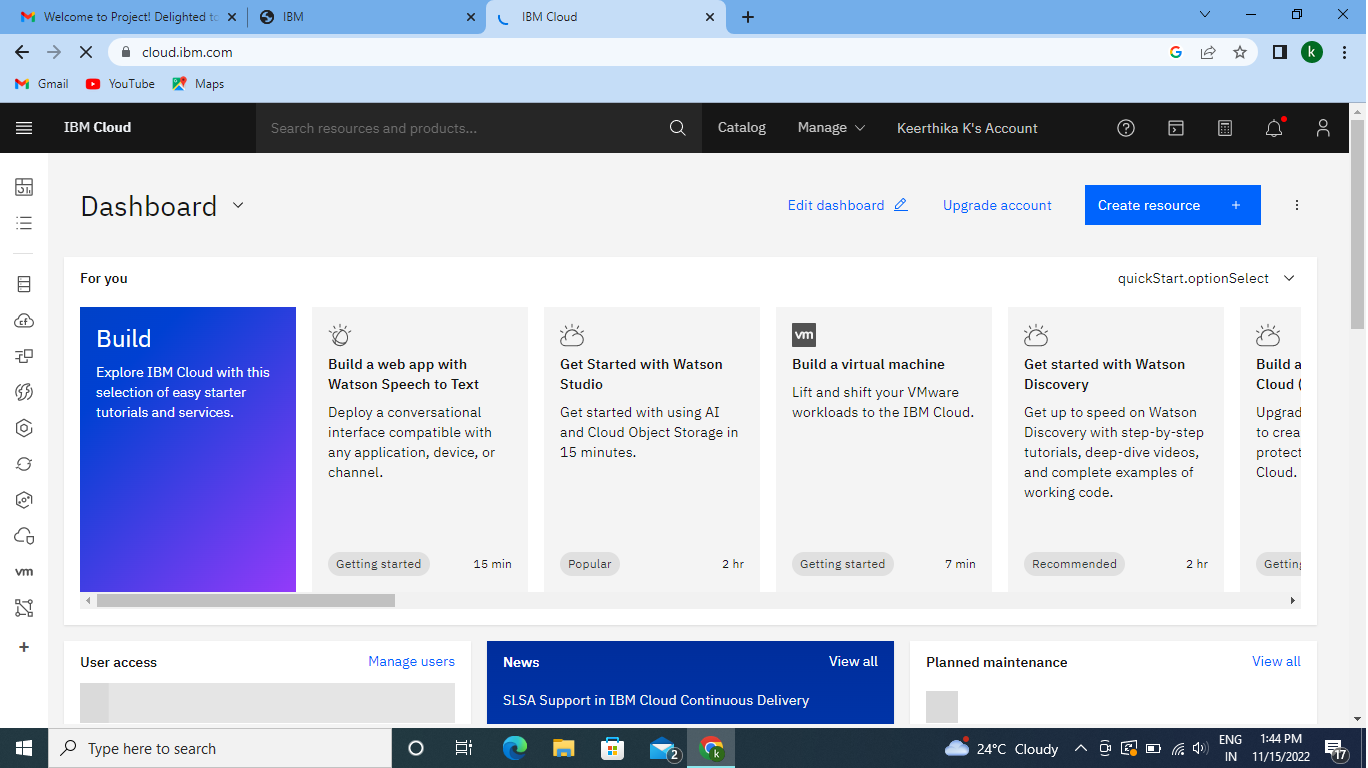 Welcome to Project! Delighted to
IBM
IBM Cloud
cloud.ibm.com
k
Gmail
YouTube
Maps
IBM Cloud
Search resources and products...
Catalog
Manage
Keerthika K's Account
Dashboard
Edit dashboard
Upgrade account
Create resource +
For you
quickStart.optionSelect
Build
Explore IBM Cloud with this
selection of easy starter
tutorials and services.
Build a web app with
Watson Speech to Text
Deploy a conversational
interface compatible with
any application, device, or
channel.
Getting started
15 min
Get Started with Watson
Studio
Get started with using AI
and Cloud Object Storage in
15 minutes.
Popular
2 hr
vm
Build a virtual machine
Lift and shift your VMware
workloads to the IBM Cloud.
Getting started
7 min
Get started with Watson
Discovery
Get up to speed on Watson
Discovery with step-by-step
tutorials, deep-dive videos,
and complete examples of
working code.
Recommended
2 hr
Build a
Cloud (
Upgrad
to crea
protect
Cloud.
Getting
cf
vm
User access
Manage users
News
View all
SLSA Support in IBM Cloud Continuous Delivery
Planned maintenance
View all
Type here to search
2
k
24°C Cloudy
ENG
IN
1:44 PM
11/15/2022
17